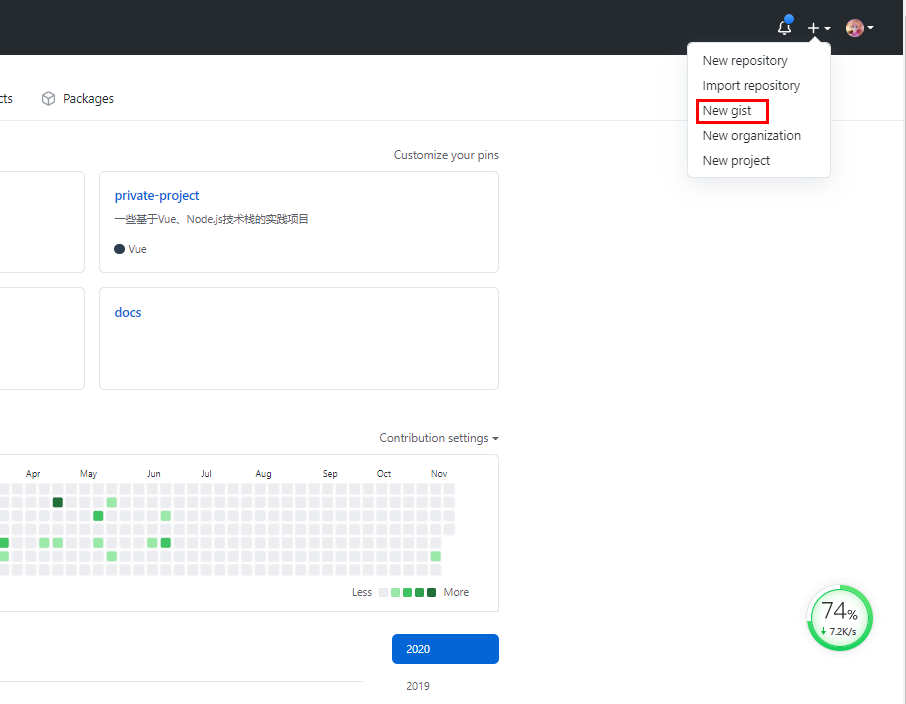 New repository
Import repository
New gist
New organization
New project
cts
Packages
Customize your pins
private-project
一些基于Vue、Node.js技术栈的实践项目
Vue
docs
Contribution settings
Apr May Jun Jul Aug Sep Oct Nov
Less More
2020
2019
74%
↓ 7.2K/s